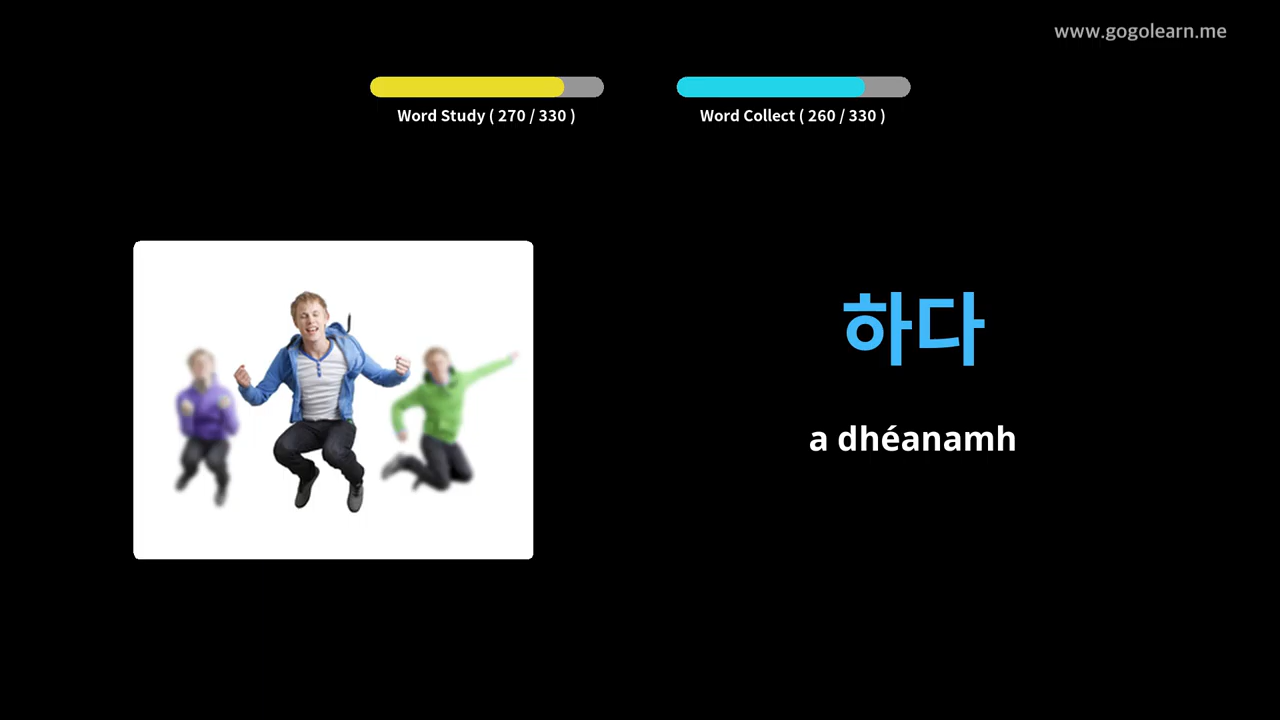 www.gogolearn.me
Word Study ( 270 / 330 )
Word Collect ( 260 / 330 )
하다
a dhéanamh